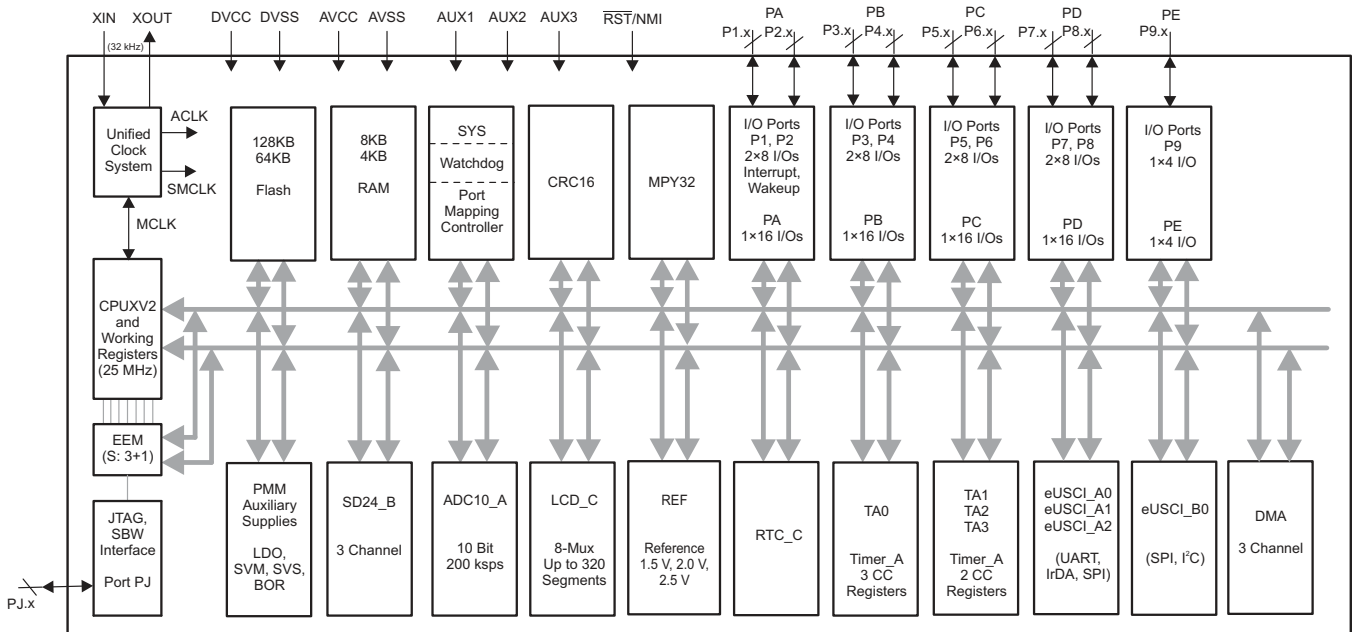 XIN XOUT DVCC DVSS AVCC AVSS AUX1 AUX2 AUX3 RST/NMI PA PB PC PD PE
(32 kHz)
P1.x P2.x P3.x P4.x P5.x P6.x P7.x P8.x P9.x
Unified
Clock
System
ACLK
SMCLK
MCLK
128KB
64KB
Flash
8KB
4KB
RAM
SYS
Watchdog
Port
Mapping
Controller
CRC16
MPY32
I/O Ports
P1, P2
2×8 I/Os
Interrupt,
Wakeup
PA
1×16 I/Os
I/O Ports
P3, P4
2×8 I/Os
PB
1×16 I/Os
I/O Ports
P5, P6
2×8 I/Os
PC
1×16 I/Os
I/O Ports
P7, P8
2×8 I/Os
PD
1×16 I/Os
I/O Ports
P9
1×4 I/O
PE
1×4 I/O
CPUXV2
and
Working
Registers
(25 MHz)
EEM
(S: 3+1)
JTAG,
SBW
Interface
Port PJ
PJ.x
PMM
Auxiliary
Supplies
LDO,
SVM, SVS,
BOR
SD24_B
3 Channel
ADC10_A
10 Bit
200 ksps
LCD_C
8-Mux
Up to 320
Segments
REF
Reference
1.5 V, 2.0 V,
2.5 V
RTC_C
TA0
Timer_A
3 CC
Registers
TA1
TA2
TA3
Timer_A
2 CC
Registers
eUSCI_A0
eUSCI_A1
eUSCI_A2
(UART,
IrDA, SPI)
eUSCI_B0
(SPI, I²C)
DMA
3 Channel